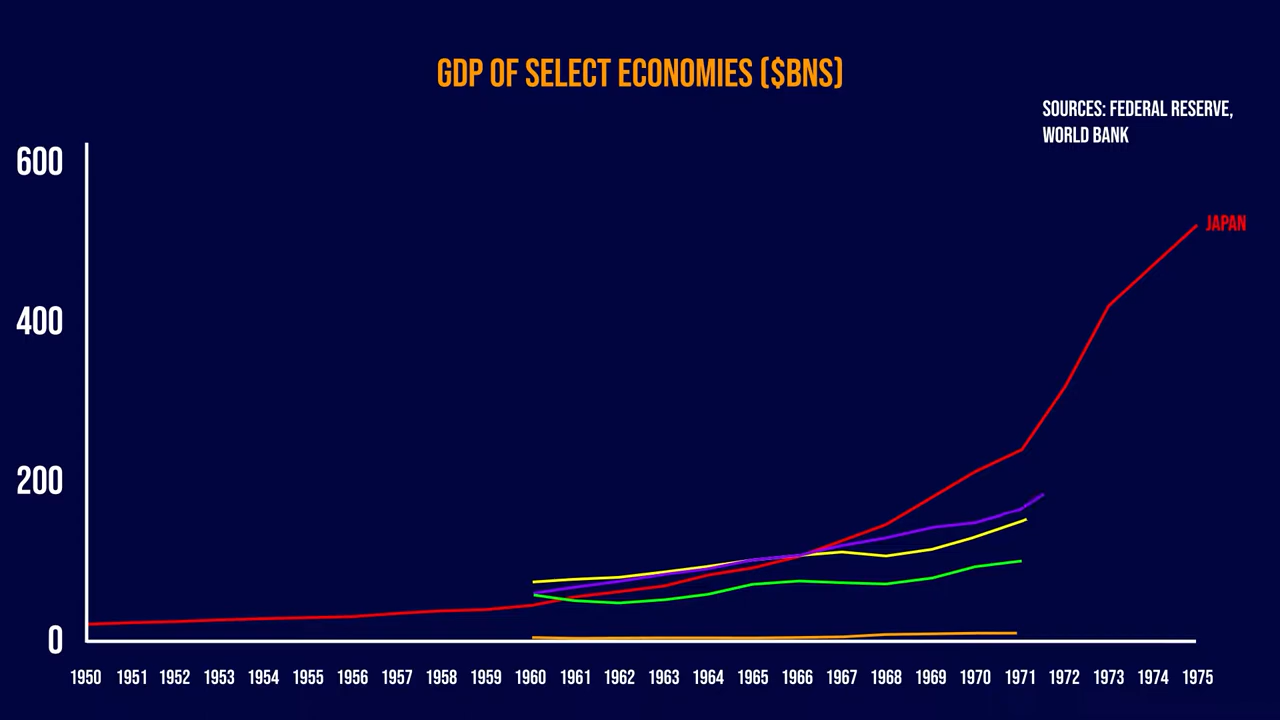 GDP OF SELECT ECONOMIES ($BNS)
SOURCES: FEDERAL RESERVE,
WORLD BANK
600
JAPAN
400
200
0
1950 1951 1952 1953 1954 1955 1956 1957 1958 1959 1960 1961 1962 1963 1964 1965 1966 1967 1968 1969 1970 1971 1972 1973 1974 1975